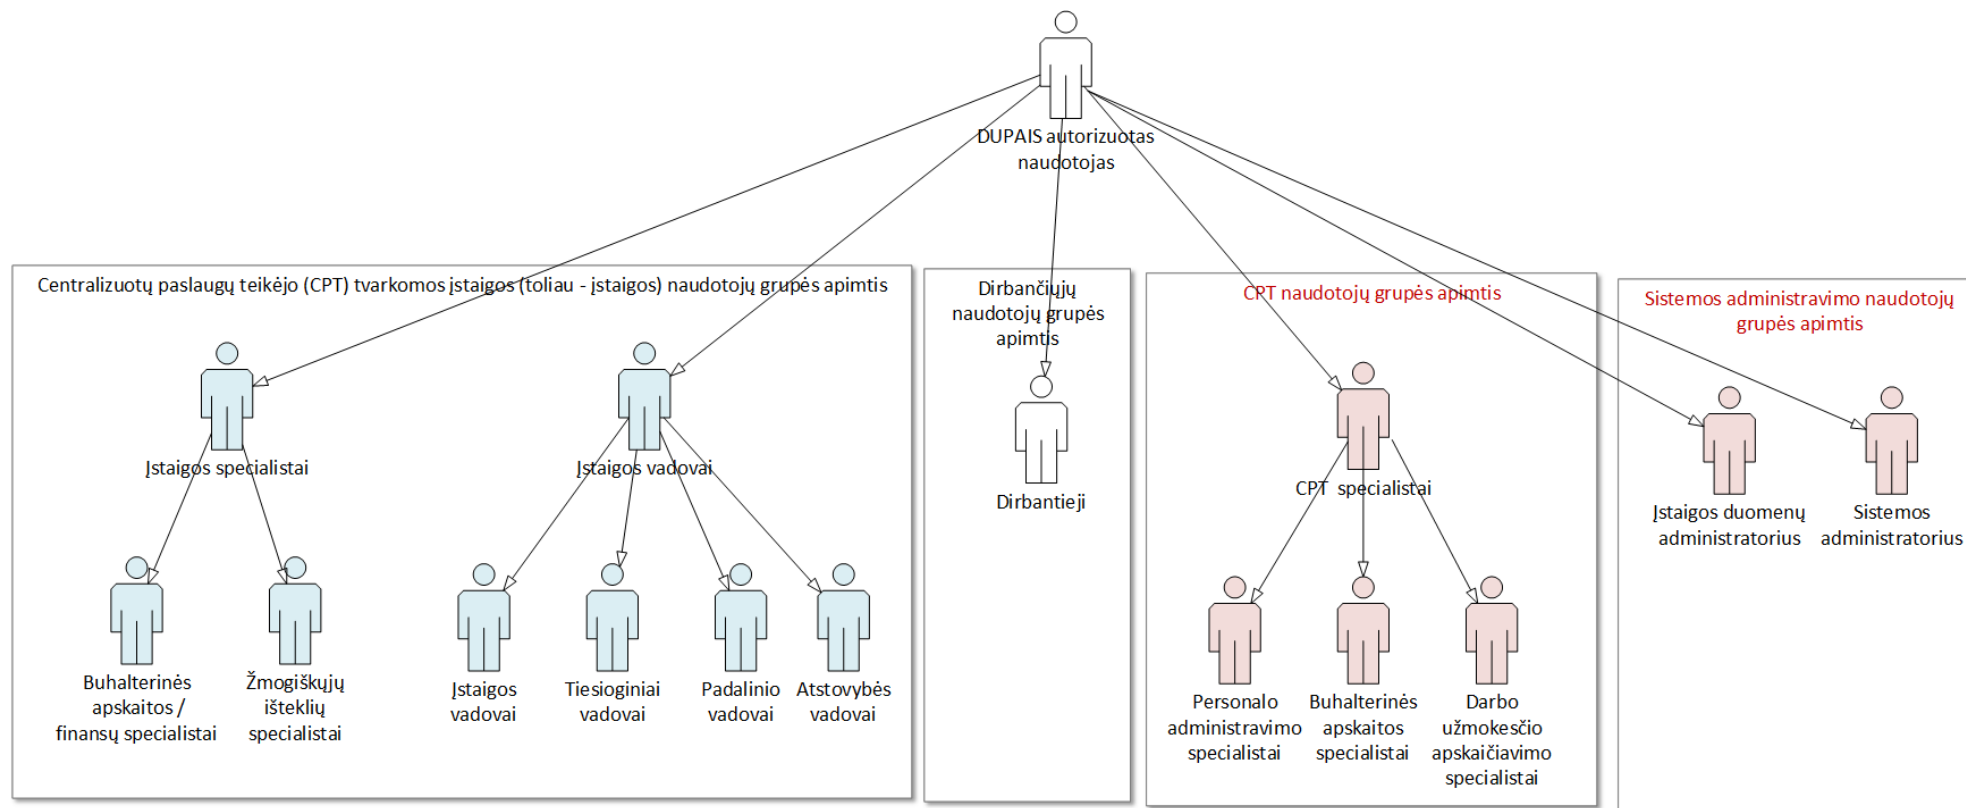 DUPAIS autorizuotas
naudotojas
Centralizuotų paslaugų teikėjo (CPT) tvarkomos įstaigos (toliau - įstaigos) naudotojų grupės apimtis
Įstaigos specialistai
Įstaigos vadovai
Buhalterinės
apskaitos /
finansų specialistai
Žmogiškųjų
išteklių
specialistai
Įstaigos
vadovai
Tiesioginiai
vadovai
Padalinio
vadovai
Atstovybės
vadovai
Dirbančiųjų
naudotojų grupės
apimtis
Dirbantieji
CPT naudotojų grupės apimtis
CPT  specialistai
Personalo
administravimo
specialistai
Buhalterinės
apskaitos
specialistai
Darbo
užmokesčio
apskaičiavimo
specialistai
Sistemos administravimo naudotojų
grupės apimtis
Įstaigos duomenų
administratorius
Sistemos
administratorius